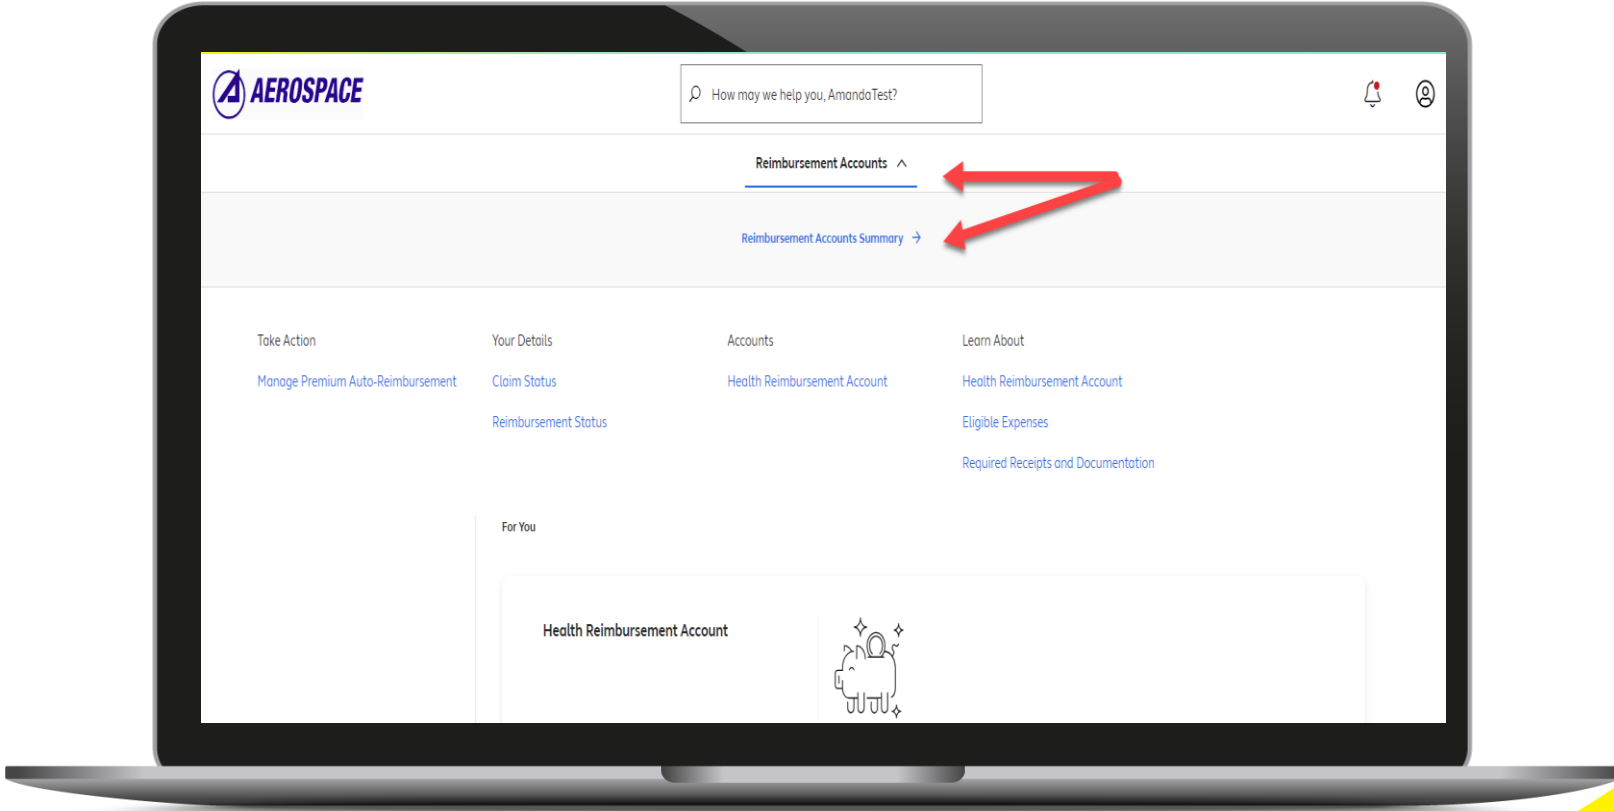 AEROSPACE
How may we help you, AmandaTest?
Reimbursement Accounts
Reimbursement Accounts Summary
Take Action
Manage Premium Auto-Reimbursement
Your Details
Claim Status
Reimbursement Status
Accounts
Health Reimbursement Account
Learn About
Health Reimbursement Account
Eligible Expenses
Required Receipts and Documentation
For You
Health Reimbursement Account